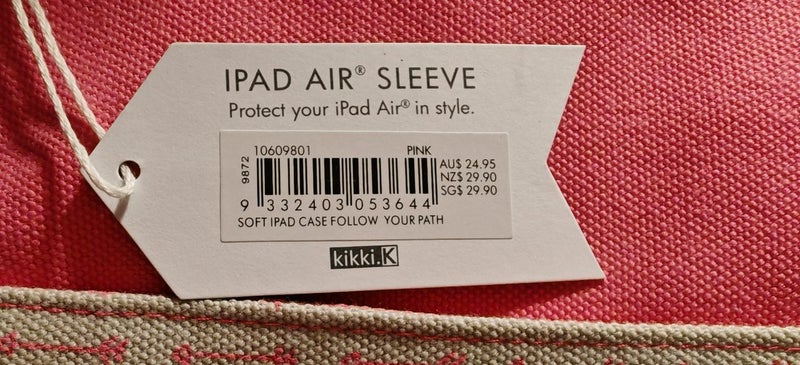 IPAD AIR® SLEEVE
Protect your iPad Air® in style.
10609801 PINK
9872
AU$ 24.95
NZ$ 29.90
SG$ 29.90
9 332403 053644
SOFT IPAD CASE FOLLOW YOUR PATH
kikki.K